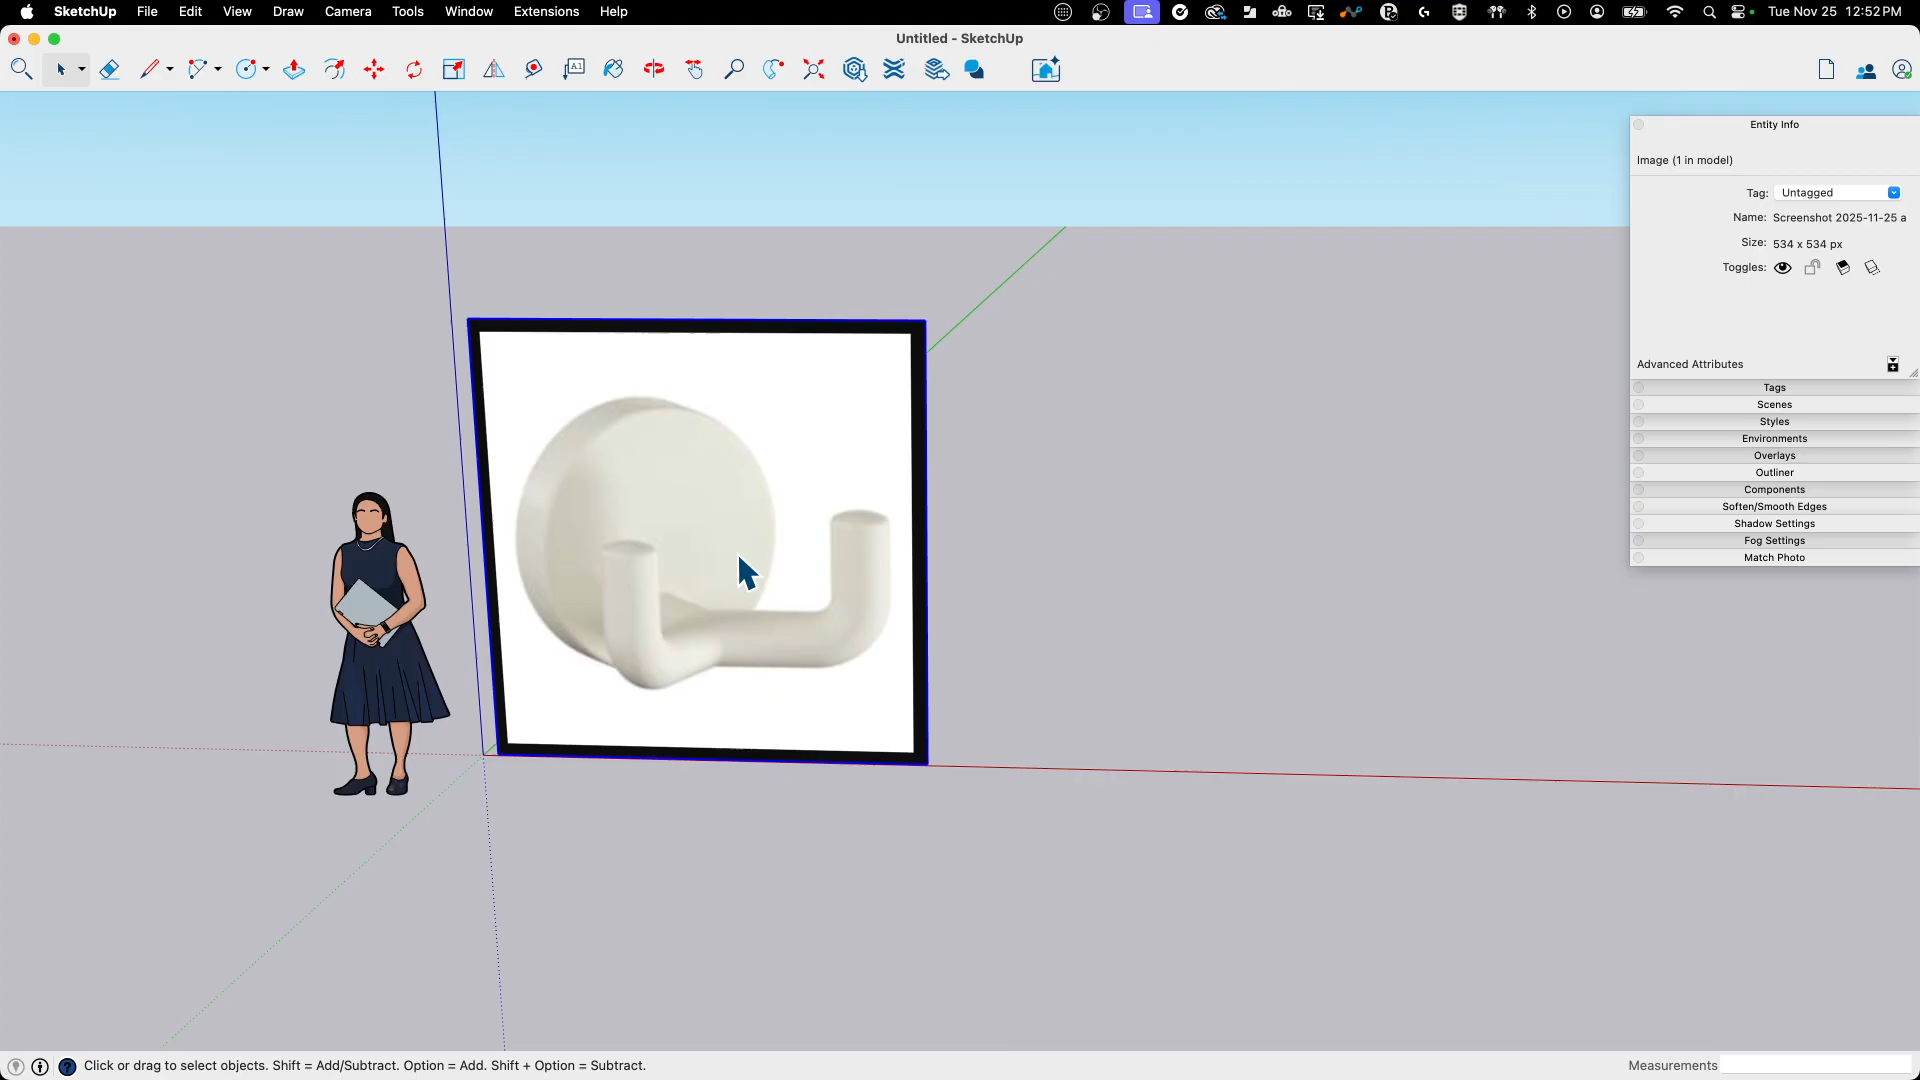 SketchUp File Edit View Draw Camera Tools Window Extensions Help Tue Nov 25 12:52 PM
Untitled - SketchUp
A1
Entity Info
Image (1 in model)
Tag: Untagged
Name: Screenshot 2025-11-25 a
Size: 534 x 534 px
Toggles:
Advanced Attributes
Tags
Scenes
Styles
Environments
Overlays
Outliner
Components
Soften/Smooth Edges
Shadow Settings
Fog Settings
Match Photo
Click or drag to select objects. Shift = Add/Subtract. Option = Add. Shift + Option = Subtract. Measurements